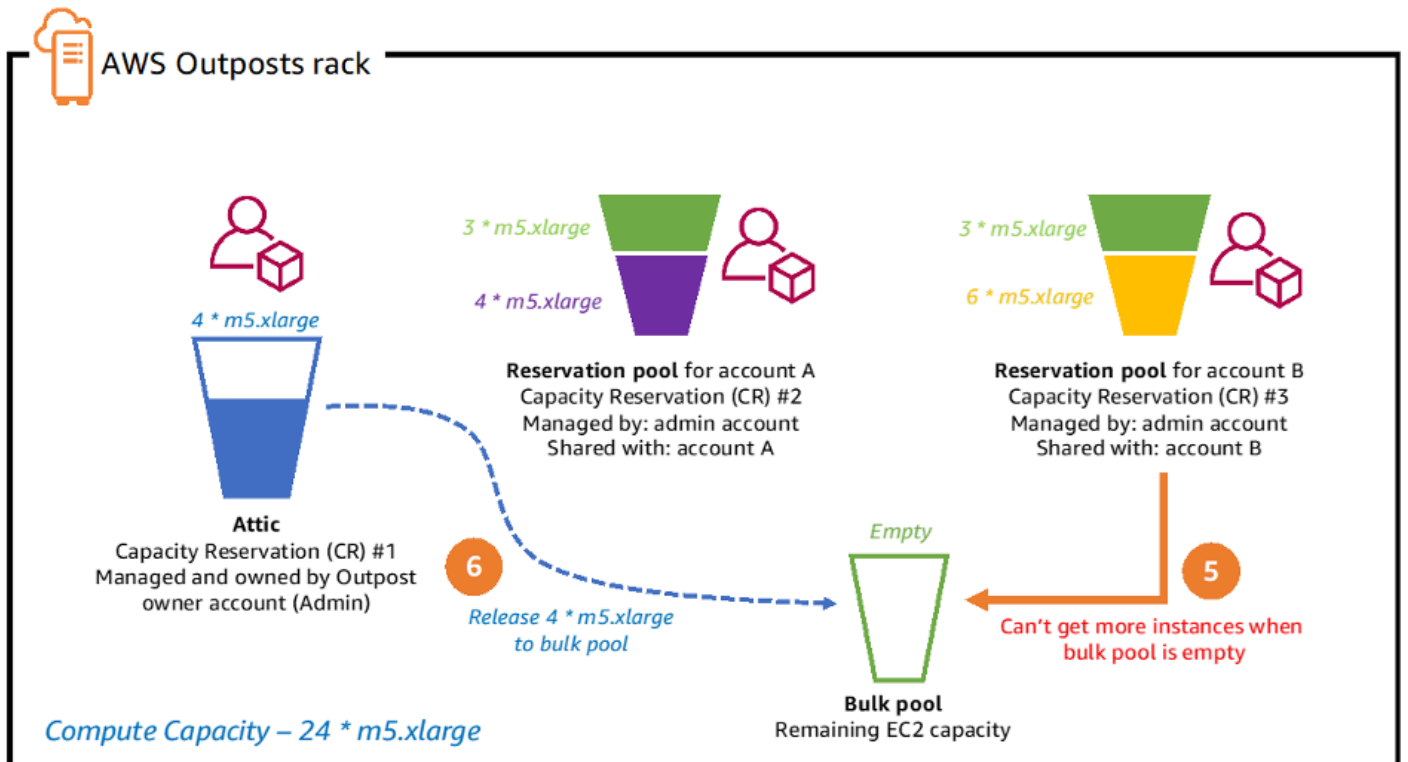 AWS Outposts rack
3 * m5.xlarge
4 * m5.xlarge
3 * m5.xlarge
6 * m5.xlarge
4 * m5.xlarge
Reservation pool for account A
Capacity Reservation (CR) #2
Managed by: admin account
Shared with: account A
Reservation pool for account B
Capacity Reservation (CR) #3
Managed by: admin account
Shared with: account B
Attic
Capacity Reservation (CR) #1
Managed and owned by Outpost
owner account (Admin)
6
Release 4 * m5.xlarge
to bulk pool
Empty
5
Can't get more instances when
bulk pool is empty
Bulk pool
Remaining EC2 capacity
Compute Capacity – 24 * m5.xlarge